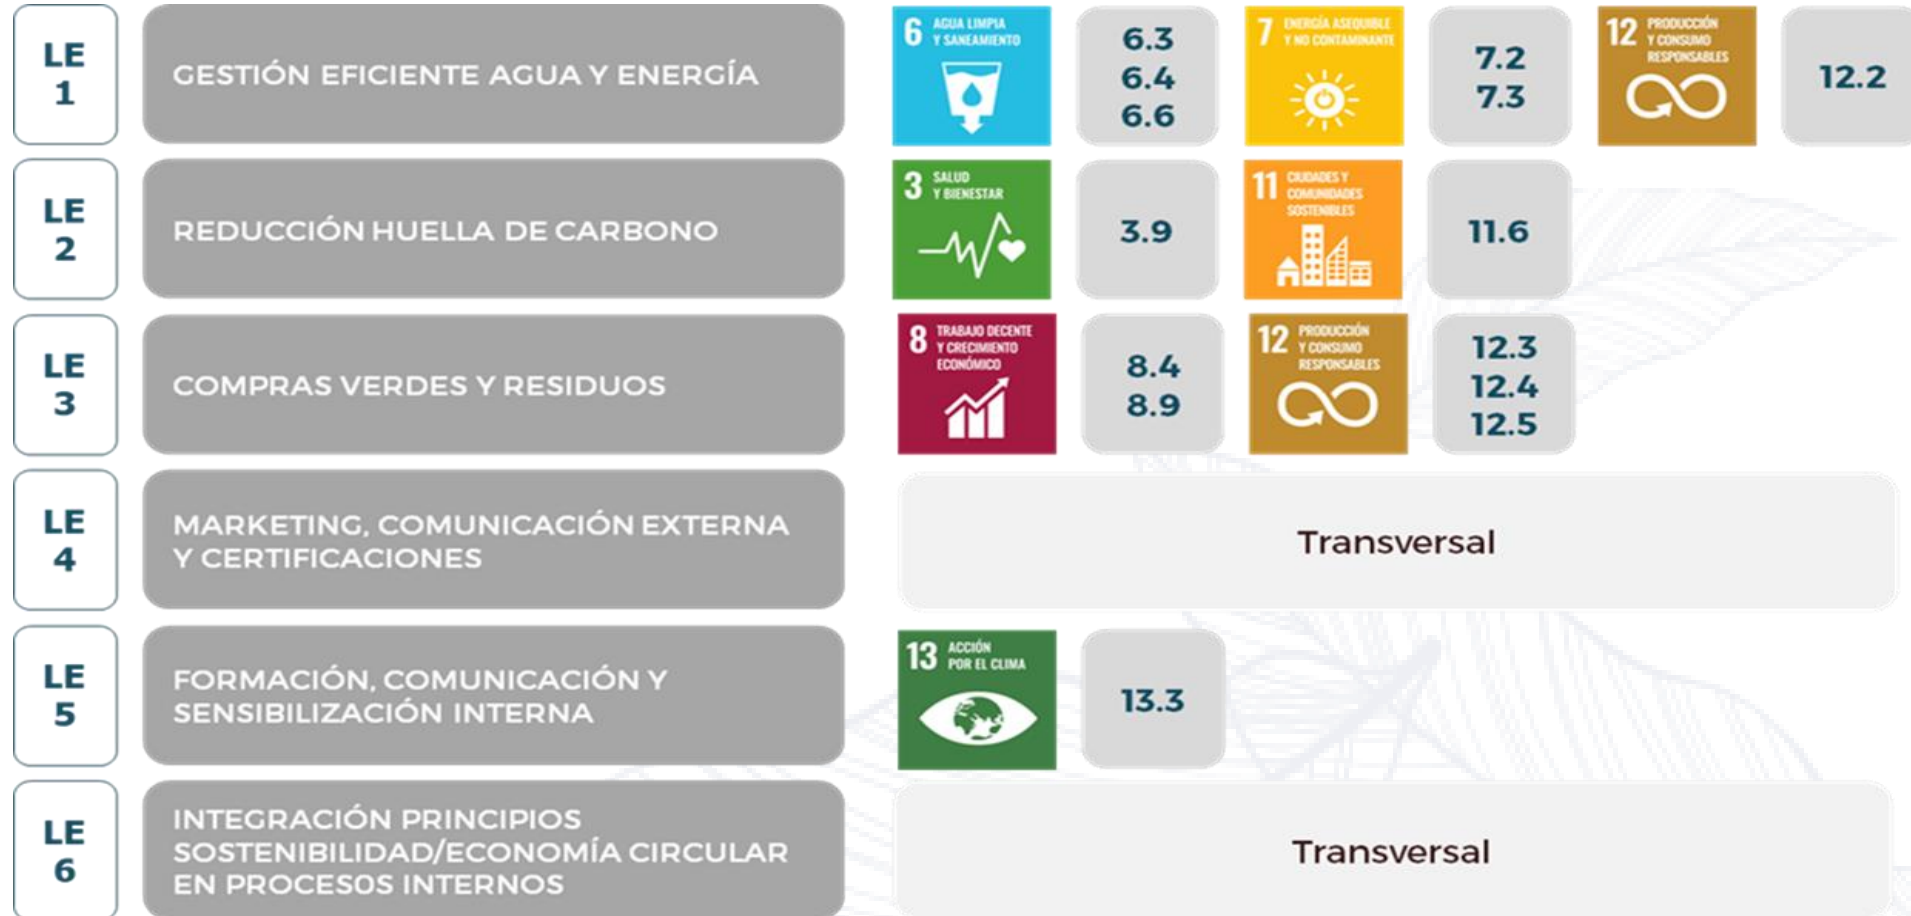 LE
1
GESTIÓN EFICIENTE AGUA Y ENERGÍA
6 AGUA LIMPIA
Y SANEAMIENTO
6.3
6.4
6.6
7 ENERGÍA ASEQUIBLE
Y NO CONTAMINANTE
7.2
7.3
12 PRODUCCIÓN
Y CONSUMO
RESPONSABLES
12.2
LE
2
REDUCCIÓN HUELLA DE CARBONO
3 SALUD
Y BIENESTAR
3.9
11 CIUDADES Y
COMUNIDADES
SOSTENIBLES
11.6
LE
3
COMPRAS VERDES Y RESIDUOS
8 TRABAJO DECENTE
Y CRECIMIENTO
ECONÓMICO
8.4
8.9
12 PRODUCCIÓN
Y CONSUMO
RESPONSABLES
12.3
12.4
12.5
LE
4
MARKETING, COMUNICACIÓN EXTERNA
Y CERTIFICACIONES
Transversal
LE
5
FORMACIÓN, COMUNICACIÓN Y
SENSIBILIZACIÓN INTERNA
13 ACCIÓN
POR EL CLIMA
13.3
LE
6
INTEGRACIÓN PRINCIPIOS
SOSTENIBILIDAD/ECONOMÍA CIRCULAR
EN PROCESOS INTERNOS
Transversal